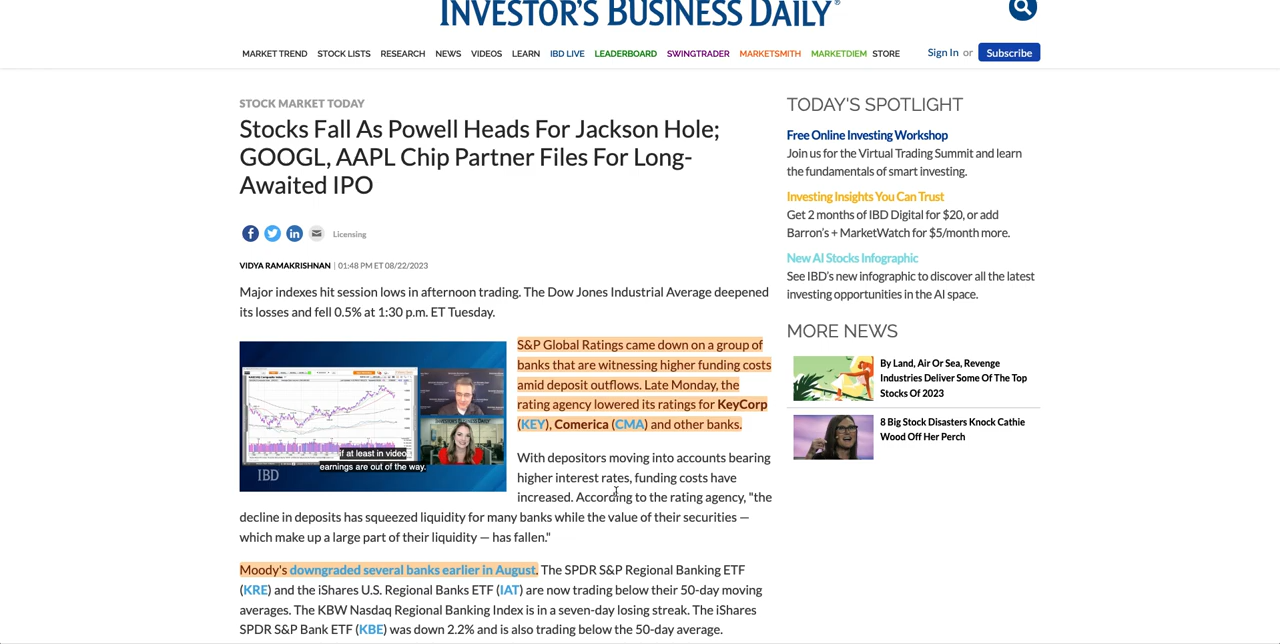 INVESTOR'S BUSINESS DAILY®
MARKET TREND STOCK LISTS RESEARCH NEWS VIDEOS LEARN IBD LIVE LEADERBOARD SWINGTRADER MARKETSMITH MARKETDIEM STORE Sign In or Subscribe
STOCK MARKET TODAY
Stocks Fall As Powell Heads For Jackson Hole;
GOOGL, AAPL Chip Partner Files For Long-
Awaited IPO
Licensing
VIDYA RAMAKRISHNAN | 01:48 PM ET 08/22/2023
Major indexes hit session lows in afternoon trading. The Dow Jones Industrial Average deepened
its losses and fell 0.5% at 1:30 p.m. ET Tuesday.
if at least in video
earnings are out of the way.
IBD
S&P Global Ratings came down on a group of
banks that are witnessing higher funding costs
amid deposit outflows. Late Monday, the
rating agency lowered its ratings for KeyCorp
(KEY), Comerica (CMA) and other banks.
With depositors moving into accounts bearing
higher interest rates, funding costs have
increased. According to the rating agency, "the
decline in deposits has squeezed liquidity for many banks while the value of their securities —
which make up a large part of their liquidity — has fallen."
Moody's downgraded several banks earlier in August. The SPDR S&P Regional Banking ETF
(KRE) and the iShares U.S. Regional Banks ETF (IAT) are now trading below their 50-day moving
averages. The KBW Nasdaq Regional Banking Index is in a seven-day losing streak. The iShares
SPDR S&P Bank ETF (KBE) was down 2.2% and is also trading below the 50-day average.
TODAY'S SPOTLIGHT
Free Online Investing Workshop
Join us for the Virtual Trading Summit and learn
the fundamentals of smart investing.
Investing Insights You Can Trust
Get 2 months of IBD Digital for $20, or add
Barron's + MarketWatch for $5/month more.
New AI Stocks Infographic
See IBD's new infographic to discover all the latest
investing opportunities in the AI space.
MORE NEWS
By Land, Air Or Sea, Revenge
Industries Deliver Some Of The Top
Stocks Of 2023
8 Big Stock Disasters Knock Cathie
Wood Off Her Perch